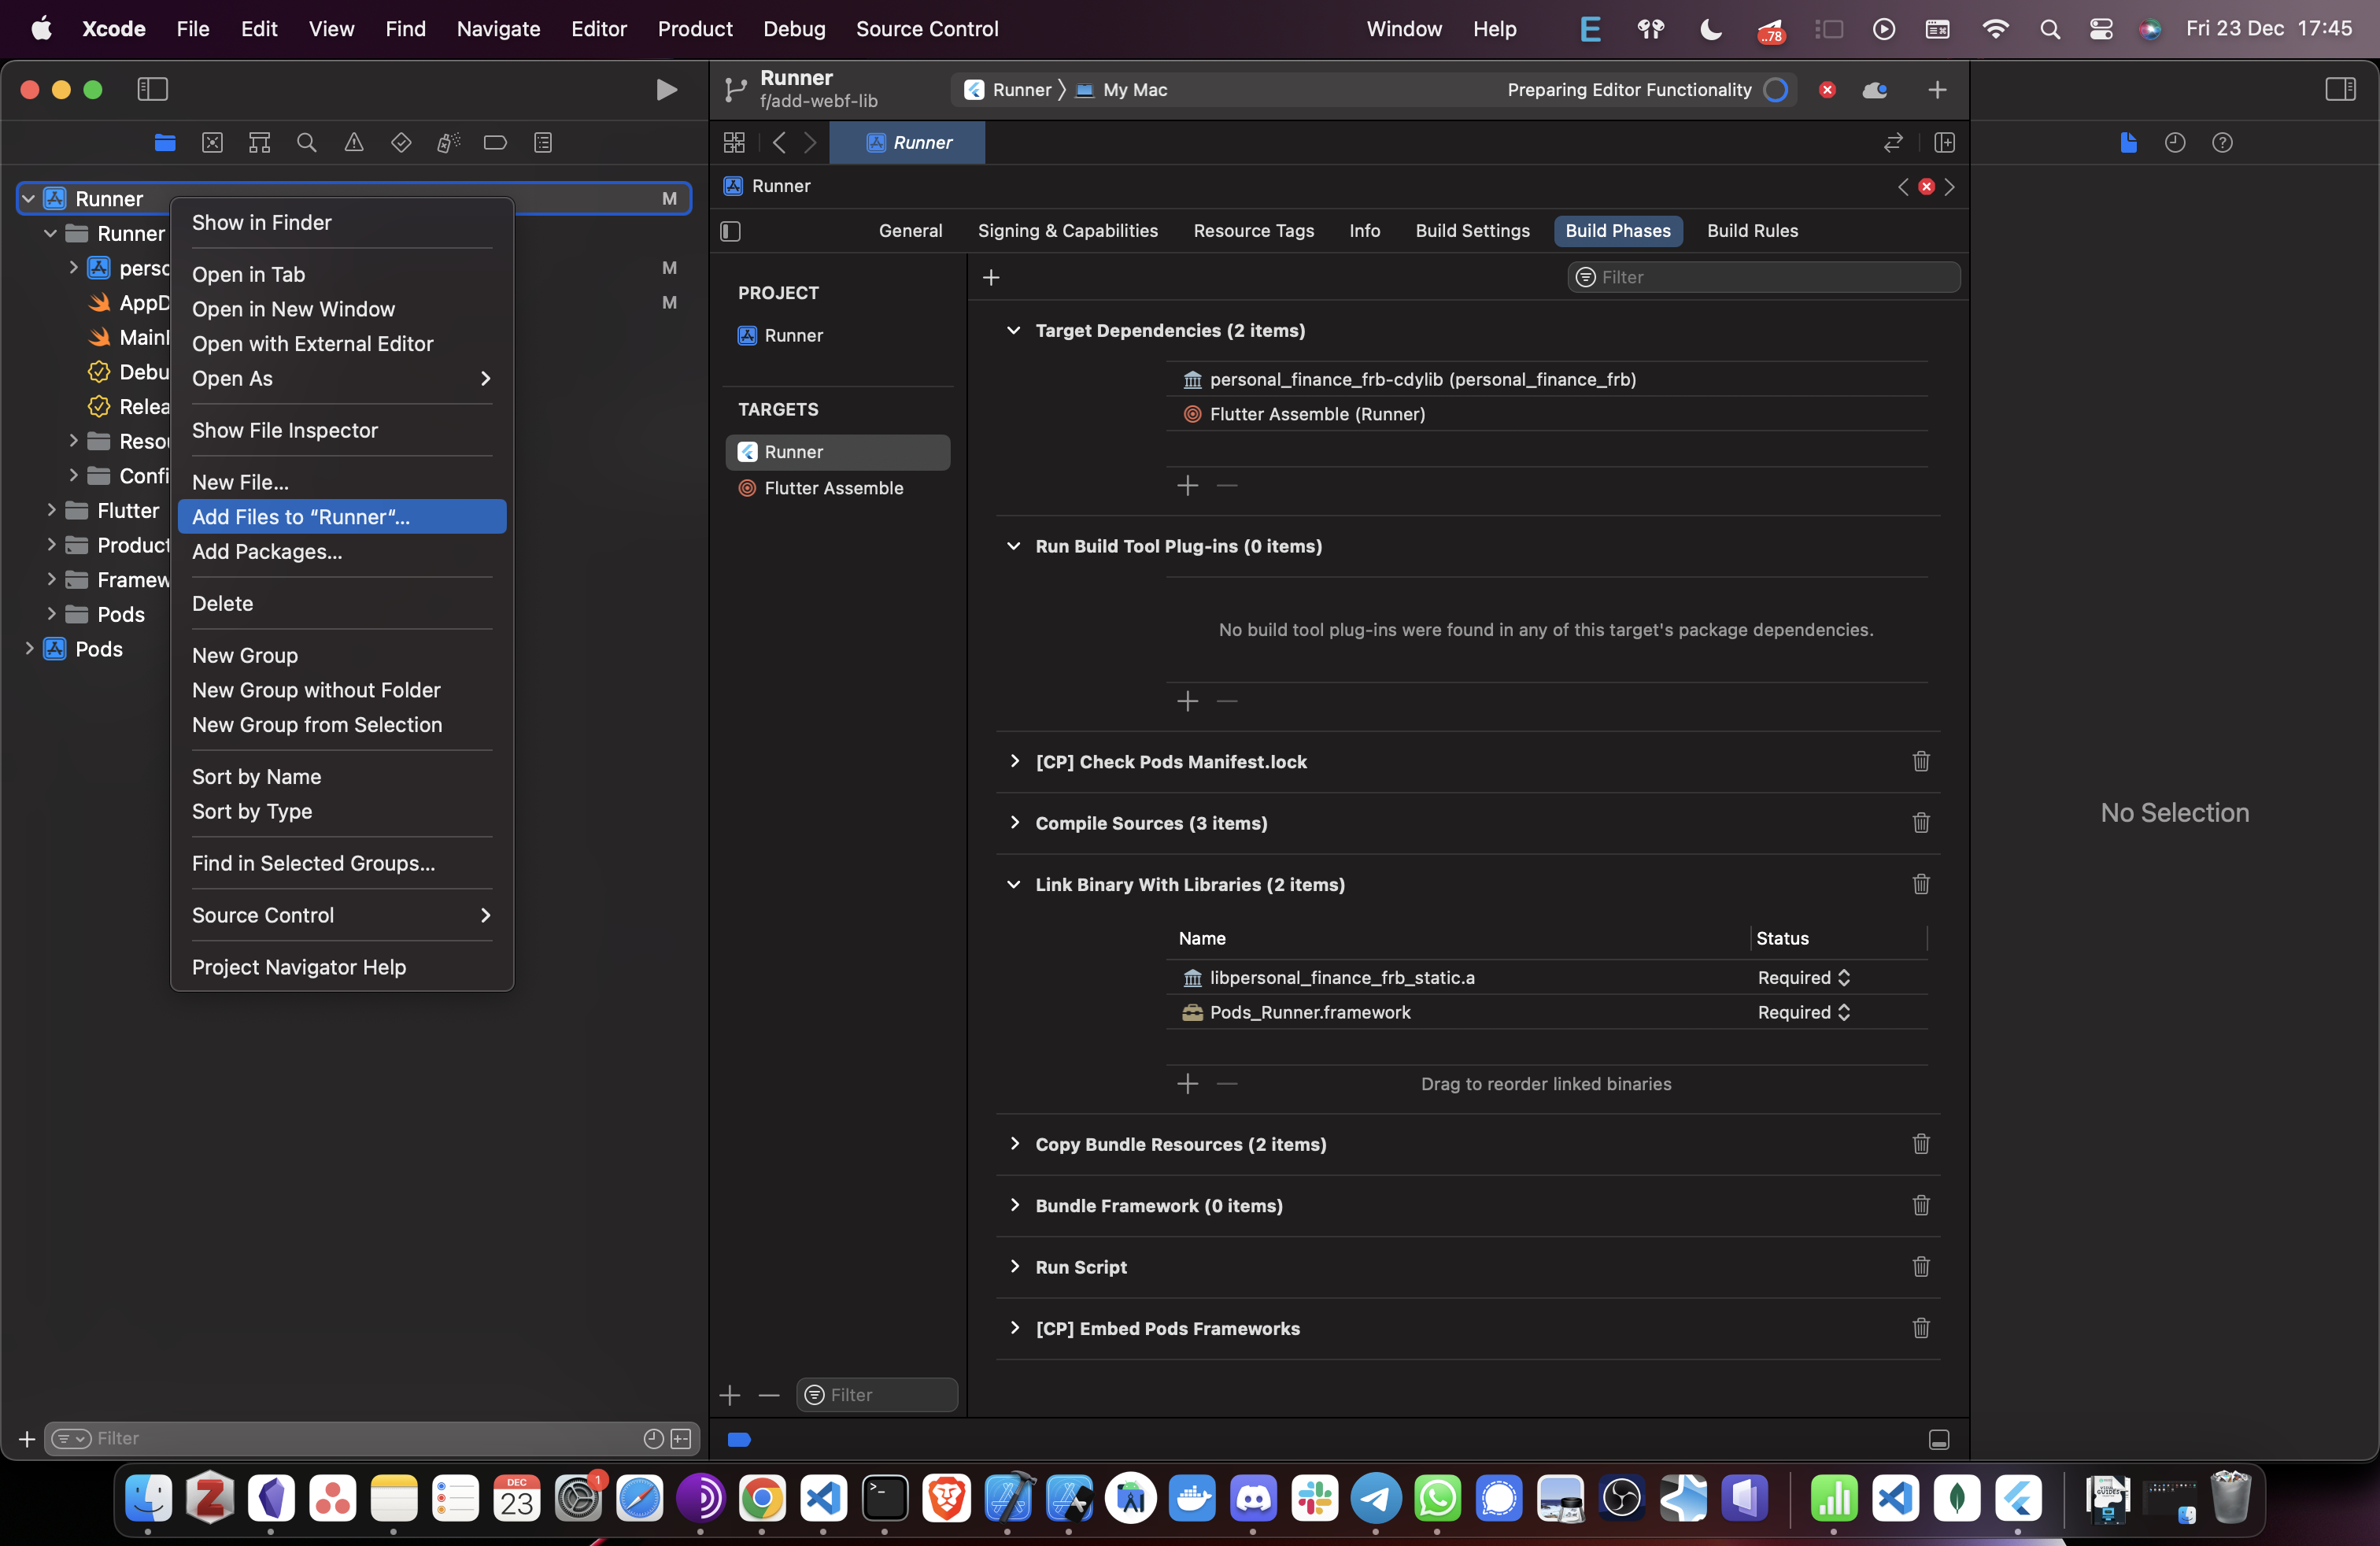 Xcode File Edit View Find Navigate Editor Product Debug Source Control Window Help Fri 23 Dec 17:45
..78
Runner
f/add-webf-lib
Runner My Mac
Preparing Editor Functionality
Runner
Runner
General Signing & Capabilities Resource Tags Info Build Settings Build Phases Build Rules
Runner M
Runner
M
M
Flutter
Pods
Pods
Show in Finder
Open in Tab
Open in New Window
Open with External Editor
Open As
Show File Inspector
New File...
Add Files to “Runner“...
Add Packages...
Delete
New Group
New Group without Folder
New Group from Selection
Sort by Name
Sort by Type
Find in Selected Groups...
Source Control
Project Navigator Help
Filter
PROJECT
Runner
TARGETS
Runner
Flutter Assemble
Filter
Filter
Target Dependencies (2 items)
personal_finance_frb-cdylib (personal_finance_frb)
Flutter Assemble (Runner)
Run Build Tool Plug-ins (0 items)
No build tool plug-ins were found in any of this target's package dependencies.
[CP] Check Pods Manifest.lock
Compile Sources (3 items)
Link Binary With Libraries (2 items)
Name Status
libpersonal_finance_frb_static.a Required
Pods_Runner.framework Required
Drag to reorder linked binaries
Copy Bundle Resources (2 items)
Bundle Framework (0 items)
Run Script
[CP] Embed Pods Frameworks
No Selection
DEC
23
1